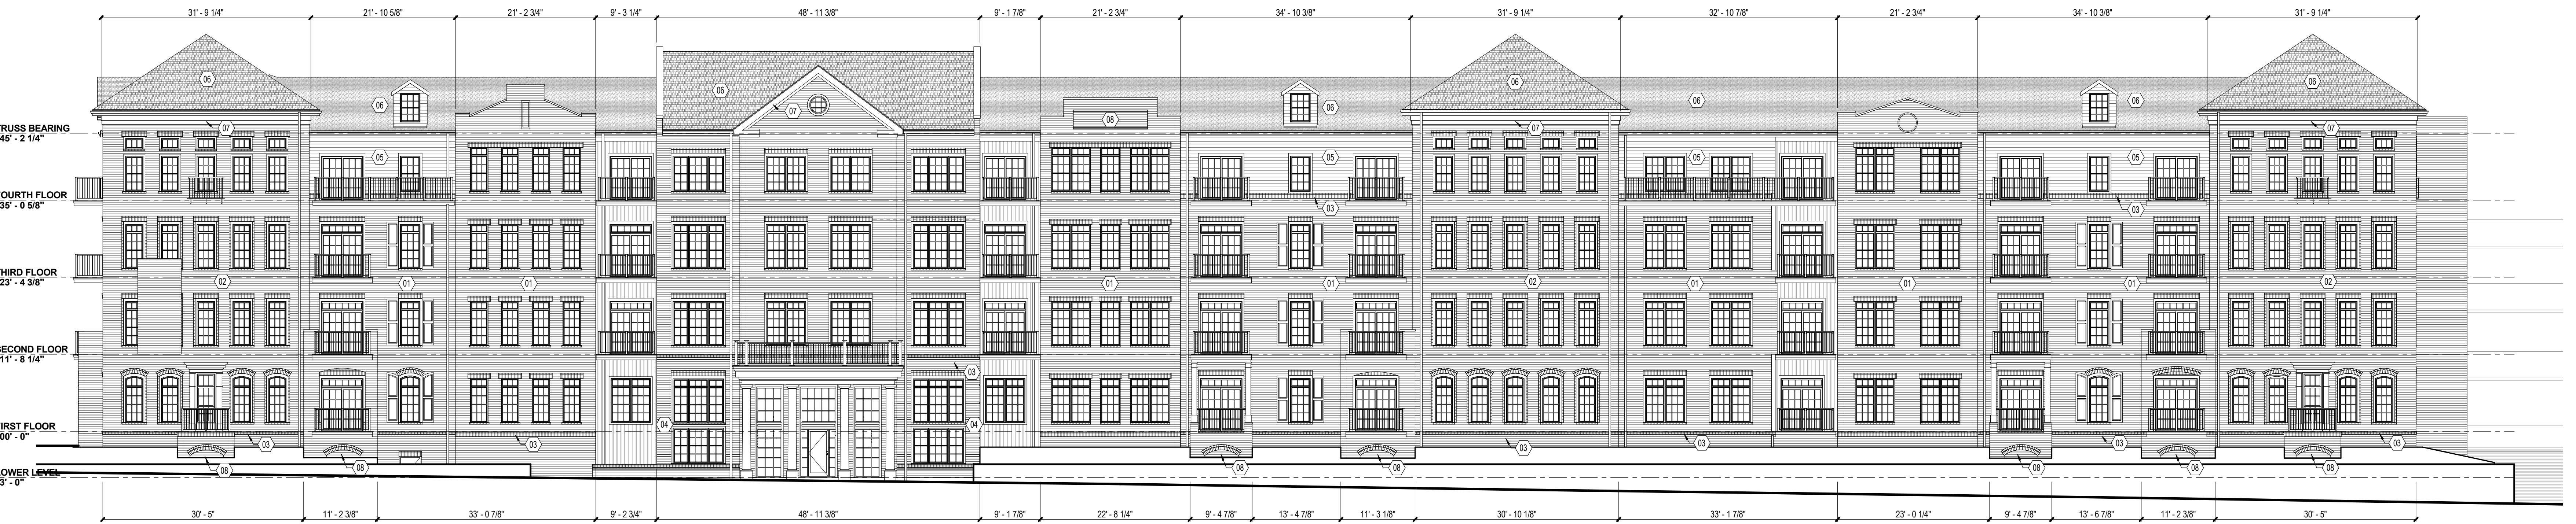 31' - 9 1/4" 21' - 10 5/8" 21' - 2 3/4" 9' - 3 1/4" 48' - 11 3/8" 9' - 1 7/8" 21' - 2 3/4" 34' - 10 3/8" 31' - 9 1/4" 32' - 10 7/8" 21' - 2 3/4" 34' - 10 3/8" 31' - 9 1/4"
06 06 06 06
06 06 06 06 06
07 08
07 07 07
TRUSS BEARING
45' - 2 1/4"
05 05 05 05
FOURTH FLOOR
35' - 0 5/8"
03 03
THIRD FLOOR
23' - 4 3/8"
02 01 01 01 01 02 01 01 01 02
SECOND FLOOR
11' - 8 1/4"
03
FIRST FLOOR
00' - 0"
04 04
03 03 03 03 03 03
08 08 08 08 08 08 08
LOWER LEVEL
3' - 0"
30' - 5" 11' - 2 3/8" 33' - 0 7/8" 9' - 2 3/4" 48' - 11 3/8" 9' - 1 7/8" 22' - 8 1/4" 9' - 4 7/8" 13' - 4 7/8" 11' - 3 1/8" 30' - 10 1/8" 33' - 1 7/8" 23' - 0 1/4" 9' - 4 7/8" 13' - 6 7/8" 11' - 2 3/8" 30' - 5"